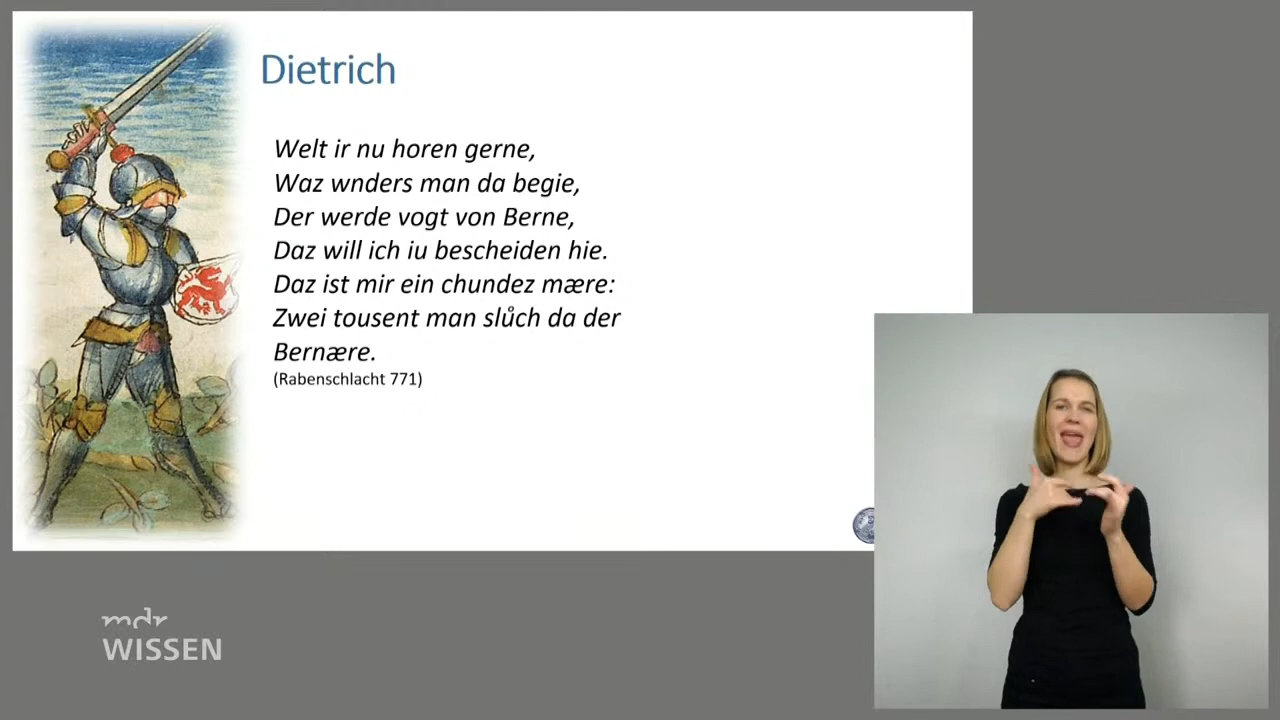 Dietrich
Welt ir nu horen gerne,
Waz wnders man da begie,
Der werde vogt von Berne,
Daz will ich iu bescheiden hie.
Daz ist mir ein chundez mære:
Zwei tousent man slůch da der
Bernære.
(Rabenschlacht 771)
mdr
WISSEN